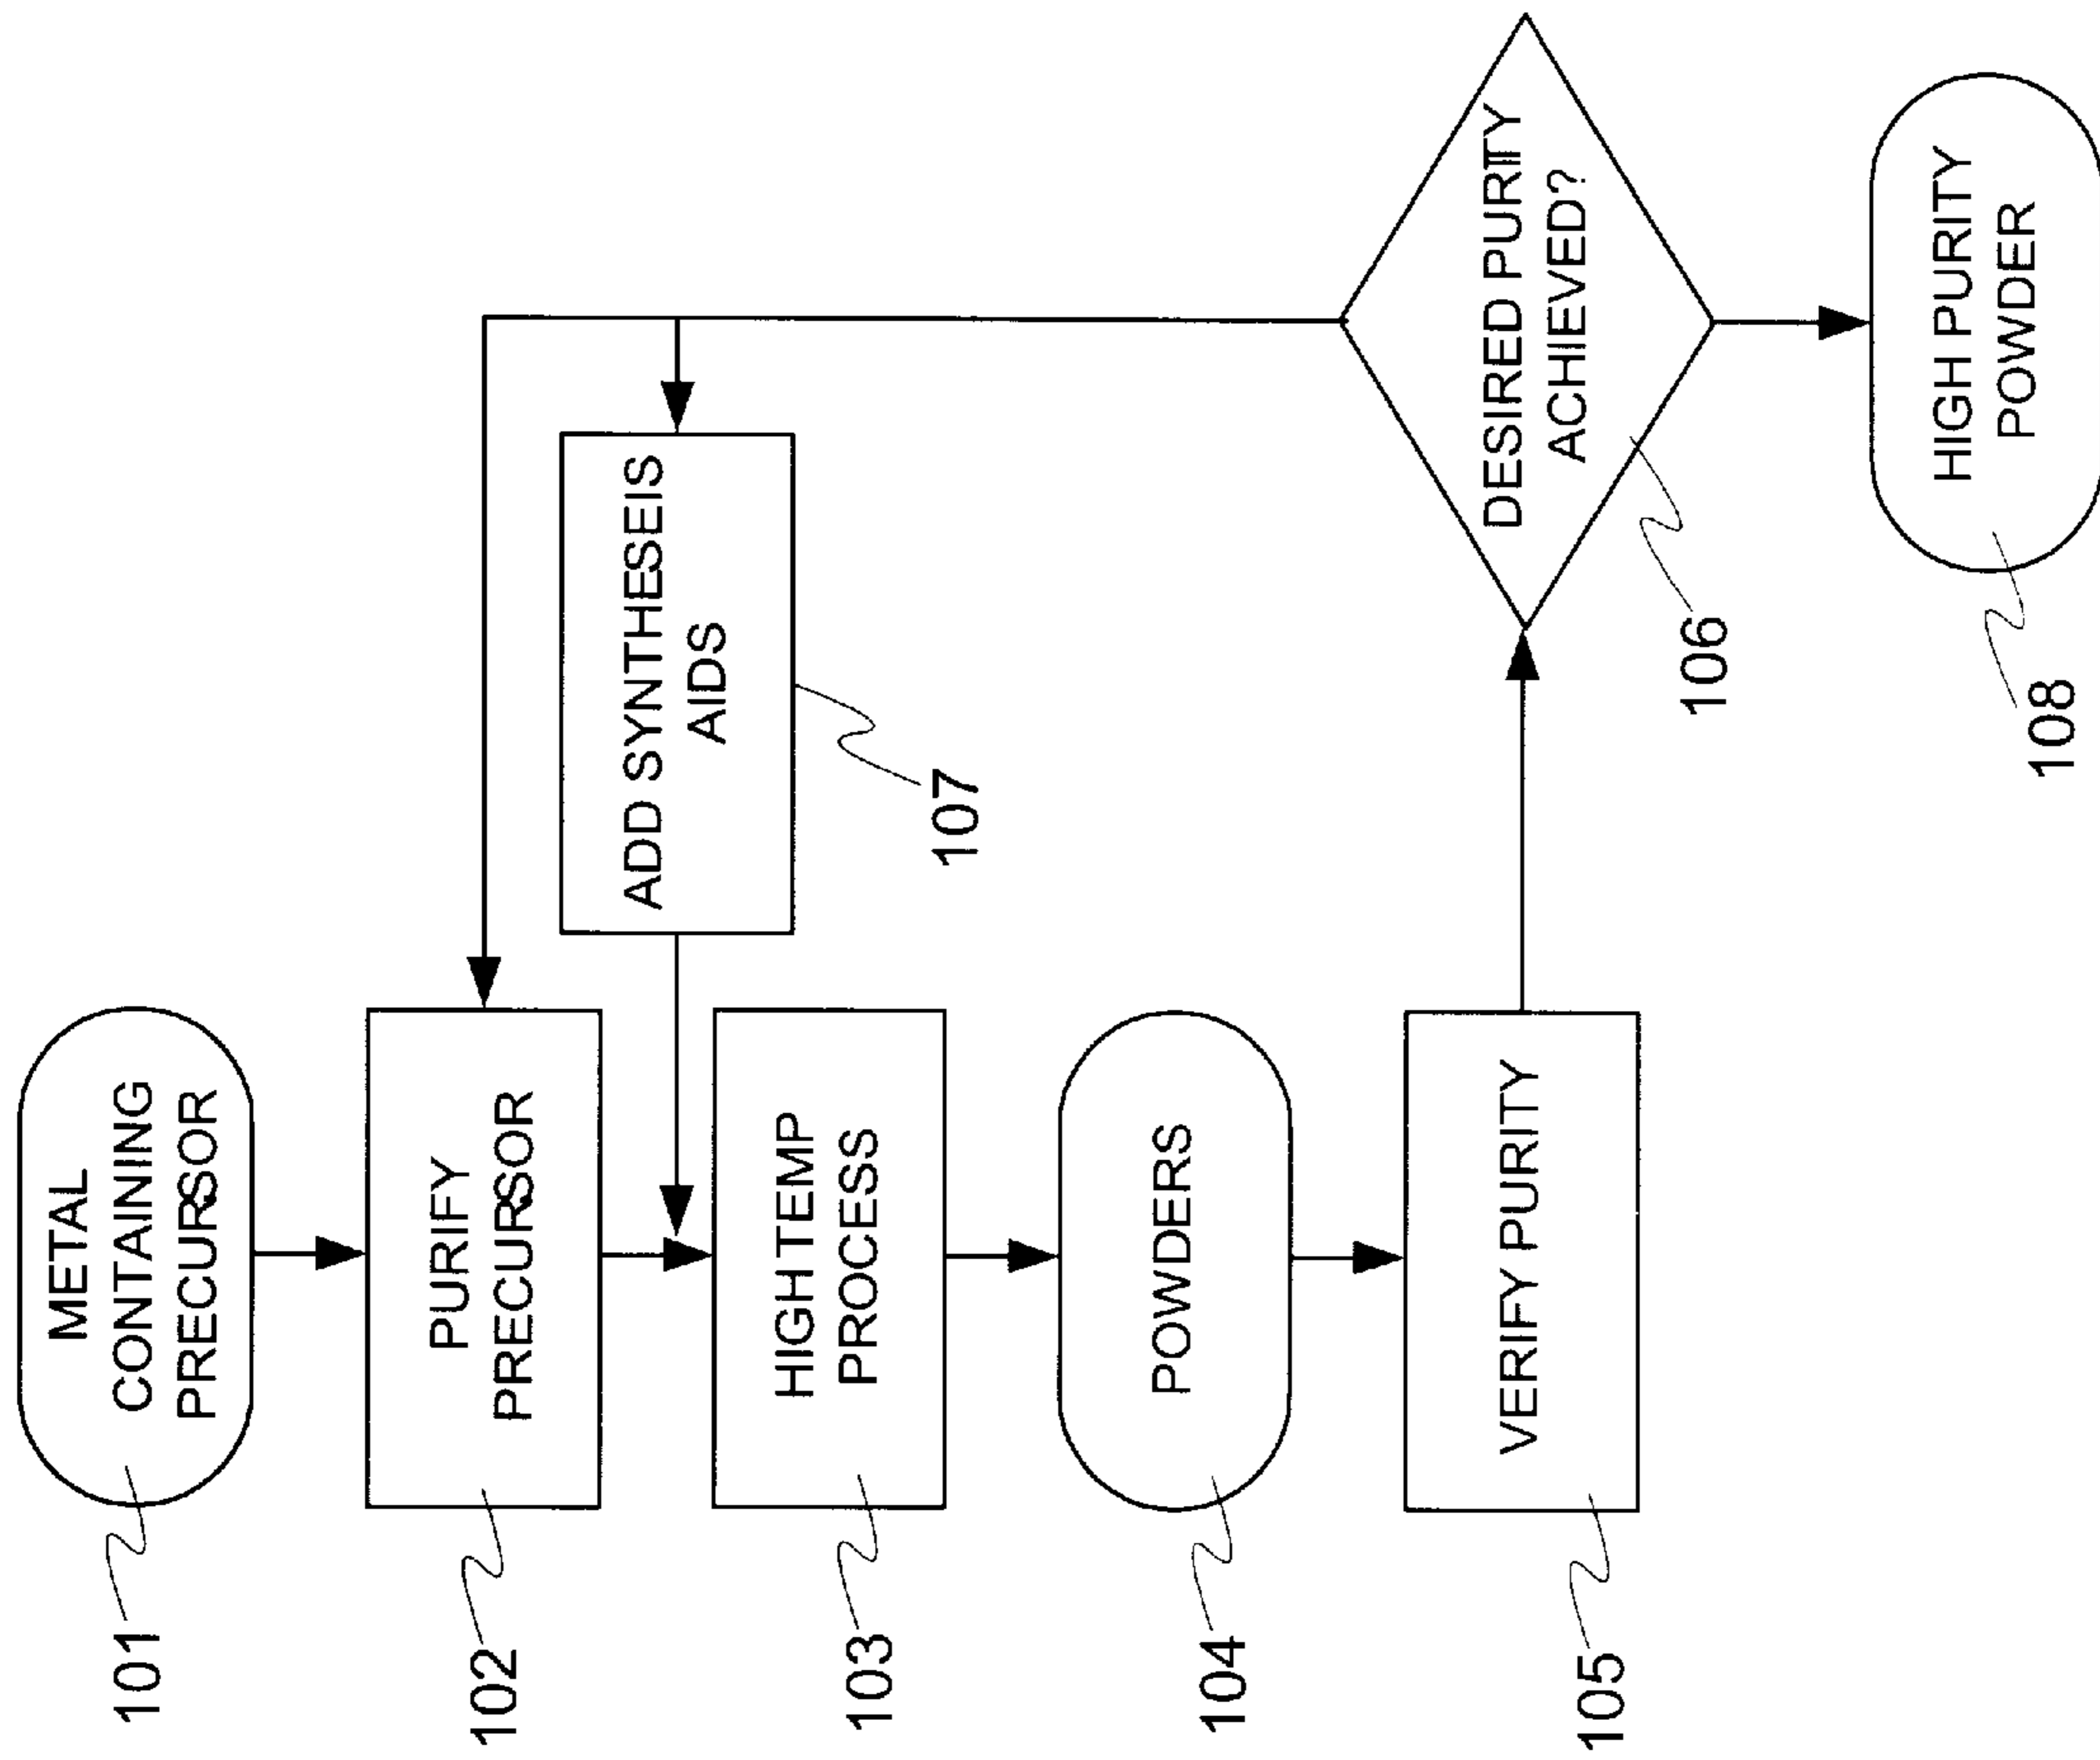 METAL
CONTAINING
PRECURSOR
101
PURIFY
PRECURSOR
102
HIGH TEMP
PROCESS
103
POWDERS
104
VERIFY PURITY
105
DESIRED PURITY
ACHIEVED?
106
ADD SYNTHESEIS
AIDS
107
HIGH PURITY
POWDER
108